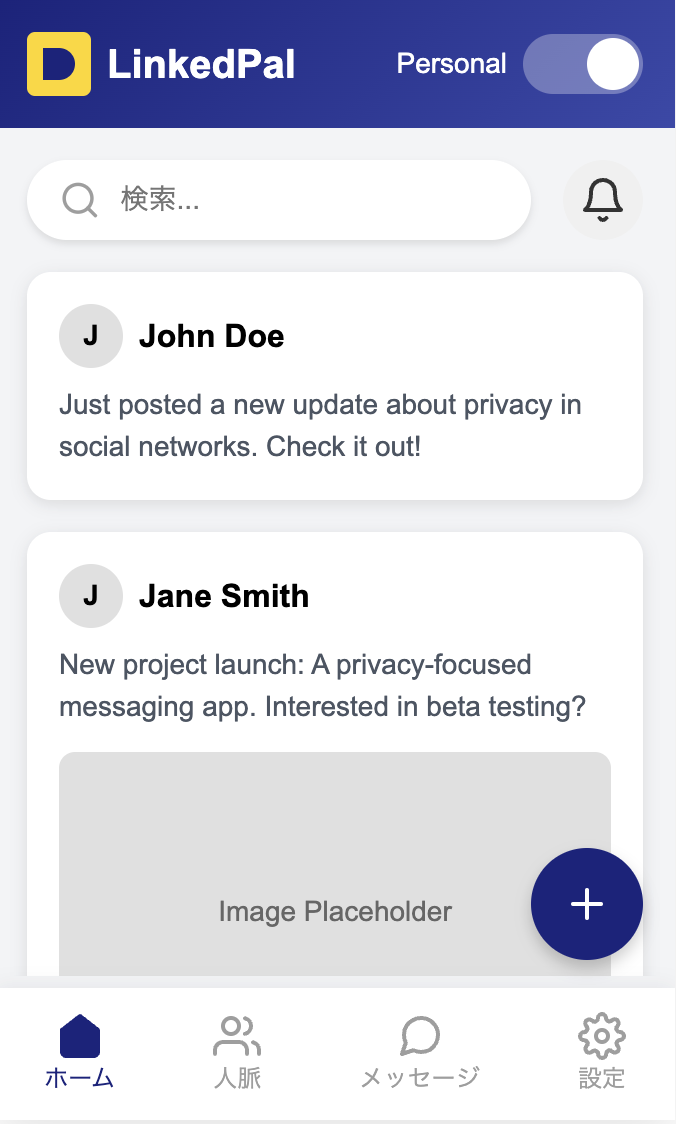 LinkedPal
Personal
検索...
J
John Doe
Just posted a new update about privacy in
social networks. Check it out!
J
Jane Smith
New project launch: A privacy-focused
messaging app. Interested in beta testing?
Image Placeholder
ホーム
人脈
メッセージ
設定